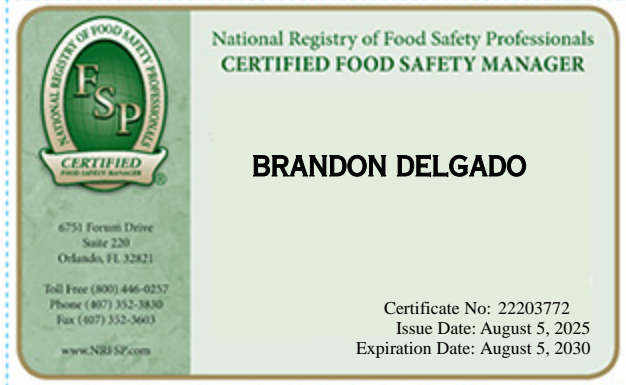 National Registry of Food Safety Professionals
CERTIFIED FOOD SAFETY MANAGER
NATIONAL REGISTRY OF FOOD SAFETY PROFESSIONALS
FSP
CERTIFIED
FOOD SAFETY MANAGER
®
BRANDON DELGADO
6751 Forum Drive
Suite 220
Orlando, FL 32821
Toll Free (800) 446-0257
Phone (407) 352-3830
Fax (407) 352-3603
www.NRFSP.com
Certificate No: 22203772
Issue Date: August 5, 2025
Expiration Date: August 5, 2030